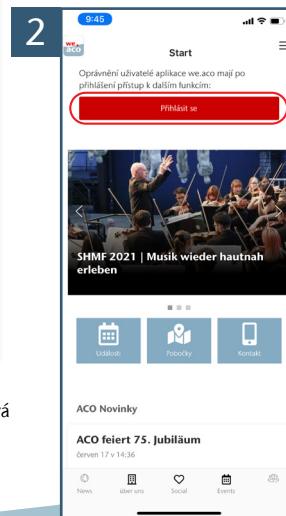 2
9:45
we.
aco
Start
Oprávnění uživatelé aplikace we.aco mají po
přihlášení přístup k dalším funkcím:
Přihlásit se
SHMF 2021 | Musik wieder hautnah
erleben
Události
Pobočky
Kontakt
ACO Novinky
ACO feiert 75. Jubiläum
červen 17 v 14:36
News
über uns
Social
Events